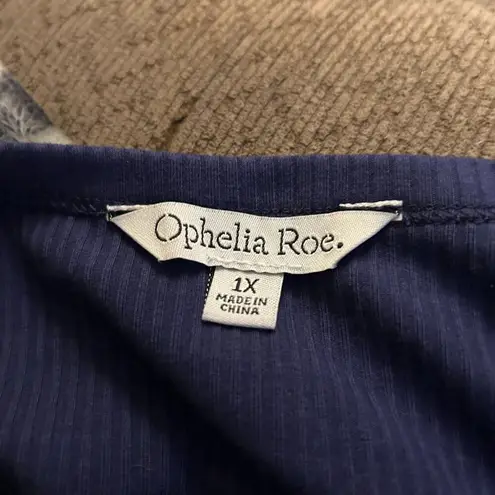 Ophelia Roe.
1X
MADE IN
CHINA